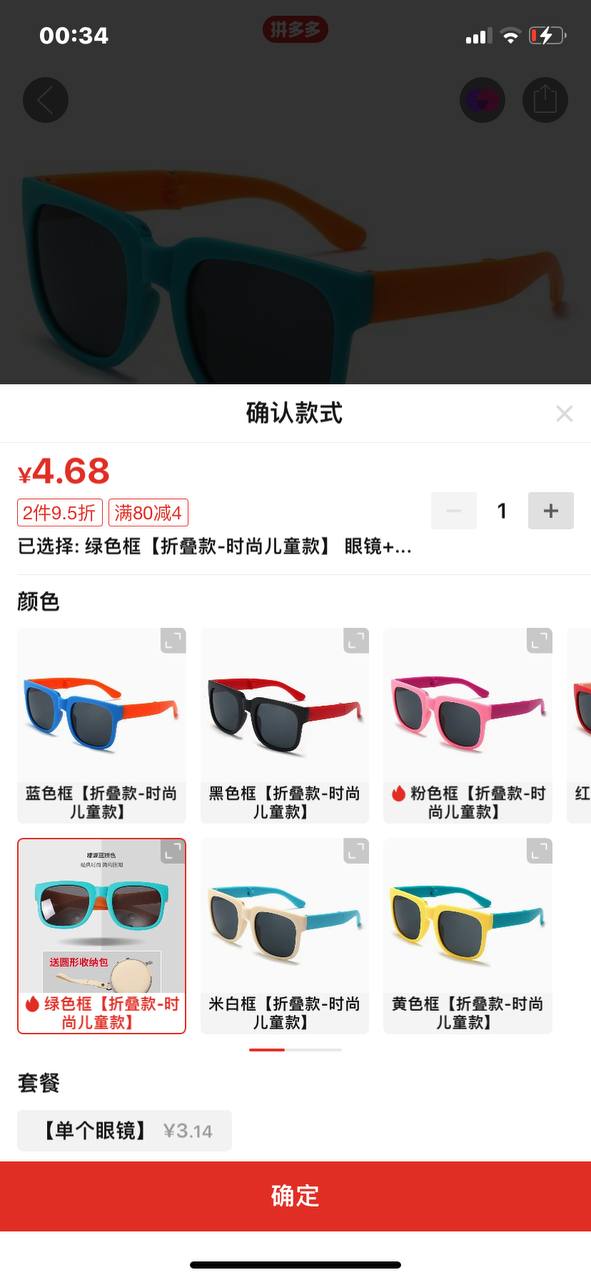 00:34
拼多多
确认款式
¥4.68
2件9.5折
满80减4
1
已选择: 绿色框【折叠款-时尚儿童款】 眼镜+...
颜色
蓝色框【折叠款-时尚
儿童款】
黑色框【折叠款-时尚
儿童款】
粉色框【折叠款-时
尚儿童款】
红
送圆形收纳包
绿色框【折叠款-时
尚儿童款】
米白框【折叠款-时尚
儿童款】
黄色框【折叠款-时尚
儿童款】
套餐
【单个眼镜】 ¥3.14
确定